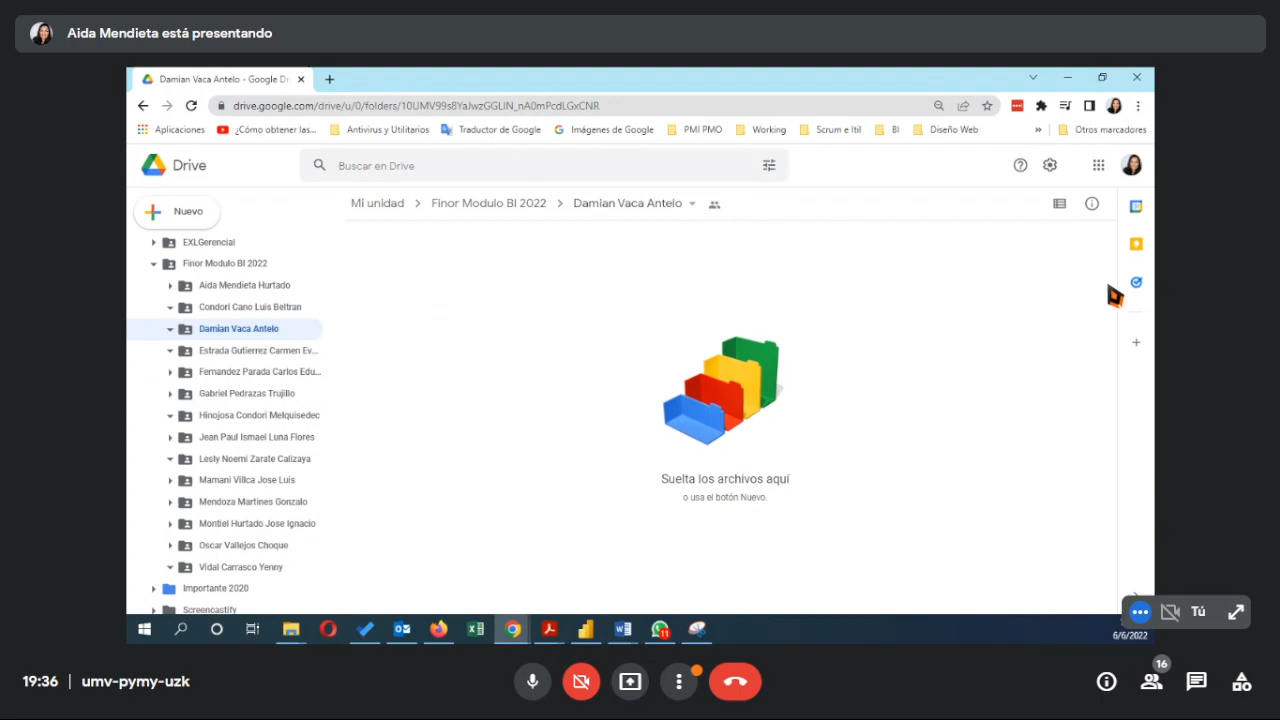 Aida Mendieta está presentando
Damian Vaca Antelo - Google Dr
drive.google.com/drive/u/0/folders/10UMV99s8YaJwzGGLIN_nA0mPcdLGxCNR
Aplicaciones
¿Cómo obtener las...
Antivirus y Utilitarios
Traductor de Google
Imágenes de Google
PMI PMO
Working
Scrum e Itil
BI
Diseño Web
»
Otros marcadores
Drive
Buscar en Drive
Nuevo
Mi unidad > Finor Modulo BI 2022 > Damian Vaca Antelo
EXLGerencial
Finor Modulo BI 2022
Aida Mendieta Hurtado
Condori Cano Luis Beltran
Damian Vaca Antelo
Estrada Gutierrez Carmen Ev...
Fernandez Parada Carlos Edu...
Gabriel Pedrazas Trujillo
Hinojosa Condori Melquisedec
Jean Paul Ismael Luna Flores
Lesly Noemi Zarate Calizaya
Mamani Villca Jose Luis
Mendoza Martines Gonzalo
Montiel Hurtado Jose Ignacio
Oscar Vallejos Choque
Vidal Carrasco Yenny
Importante 2020
Screencastify
Suelta los archivos aquí
o usa el botón Nuevo.
Tú
11
6/6/2022
19:36 | umv-pymy-uzk
16